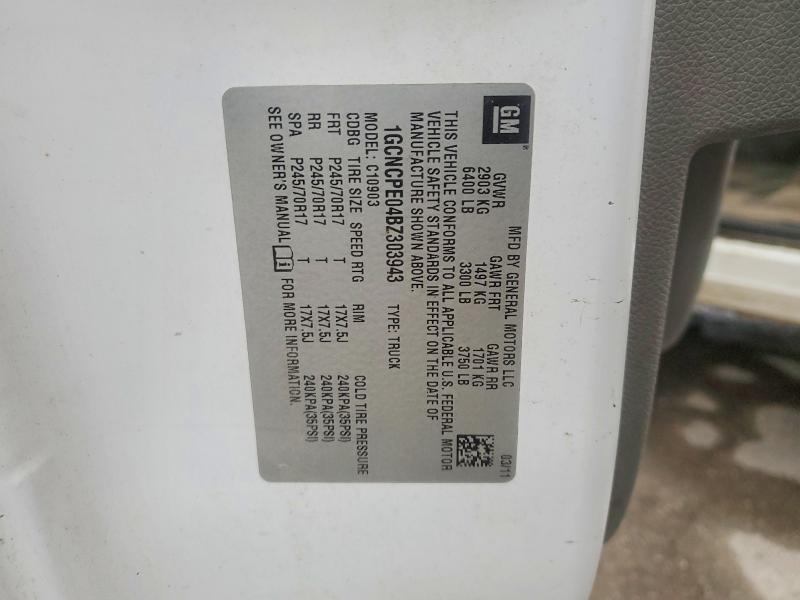 GM
MFD BY GENERAL MOTORS LLC 03/11
GVWR GAWR FRT GAWR RR
2903 KG 1497 KG 1701 KG
6400 LB 3300 LB 3750 LB
THIS VEHICLE CONFORMS TO ALL APPLICABLE U.S. FEDERAL MOTOR
VEHICLE SAFETY STANDARDS IN EFFECT ON THE DATE OF
MANUFACTURE SHOWN ABOVE.
1GCNCPE04BZ303943 TYPE: TRUCK
MODEL: C10903
CDBG TIRE SIZE SPEED RTG RIM COLD TIRE PRESSURE
FRT P245/70R17 T 17X7.5J 240KPA(35PSI)
RR P245/70R17 T 17X7.5J 240KPA(35PSI)
SPA P245/70R17 T 17X7.5J 240KPA(35PSI)
SEE OWNER'S MANUAL FOR MORE INFORMATION.